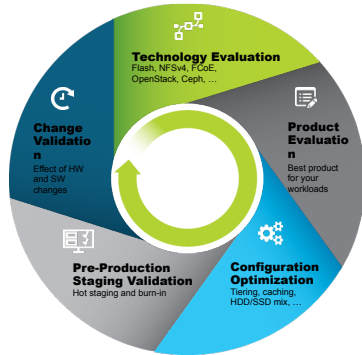 Technology Evaluation
Flash, NFSv4, FCoE,
OpenStack, Ceph, ...
Product
Evaluatio
n
Best product
for your
workloads
Configuration
Optimization
Tiering, caching,
HDD/SSD mix, ...
Pre-Production
Staging Validation
Hot staging and burn-in
Change
Validatio
n
Effect of HW
and SW
changes